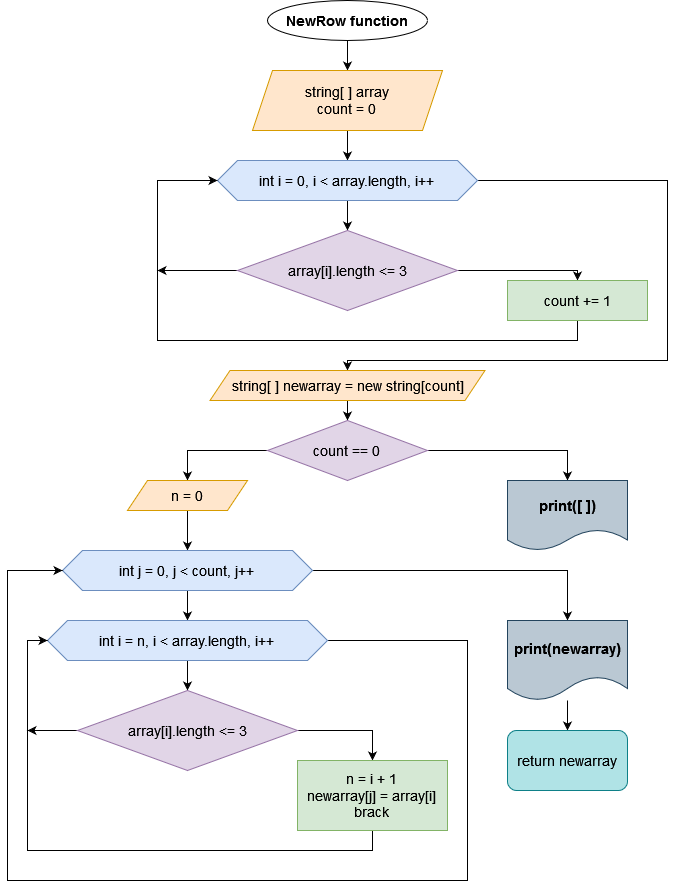 NewRow function
string[ ] array
count = 0
int i = 0, i < array.length, i++
array[i].length <= 3
count += 1
string[ ] newarray = new string[count]
count == 0
n = 0
print([ ])
int j = 0, j < count, j++
int i = n, i < array.length, i++
print(newarray)
array[i].length <= 3
n = i + 1
newarray[j] = array[i]
brack
return newarray